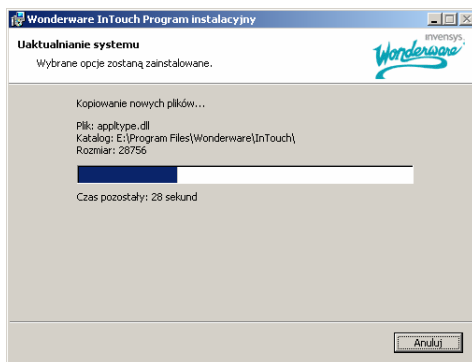 Wonderware InTouch Program instalacyjny
Uaktualnianie systemu
Wybrane opcje zostaną zainstalowane.
invensys.
Wonderware
Kopiowanie nowych plików...
Plik: appltype.dll
Katalog: E:\Program Files\Wonderware\InTouch\
Rozmiar: 28756
Czas pozostały: 28 sekund
Anuluj